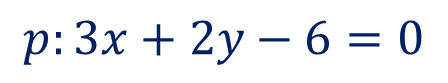 p: 3x + 2y − 6 = 0